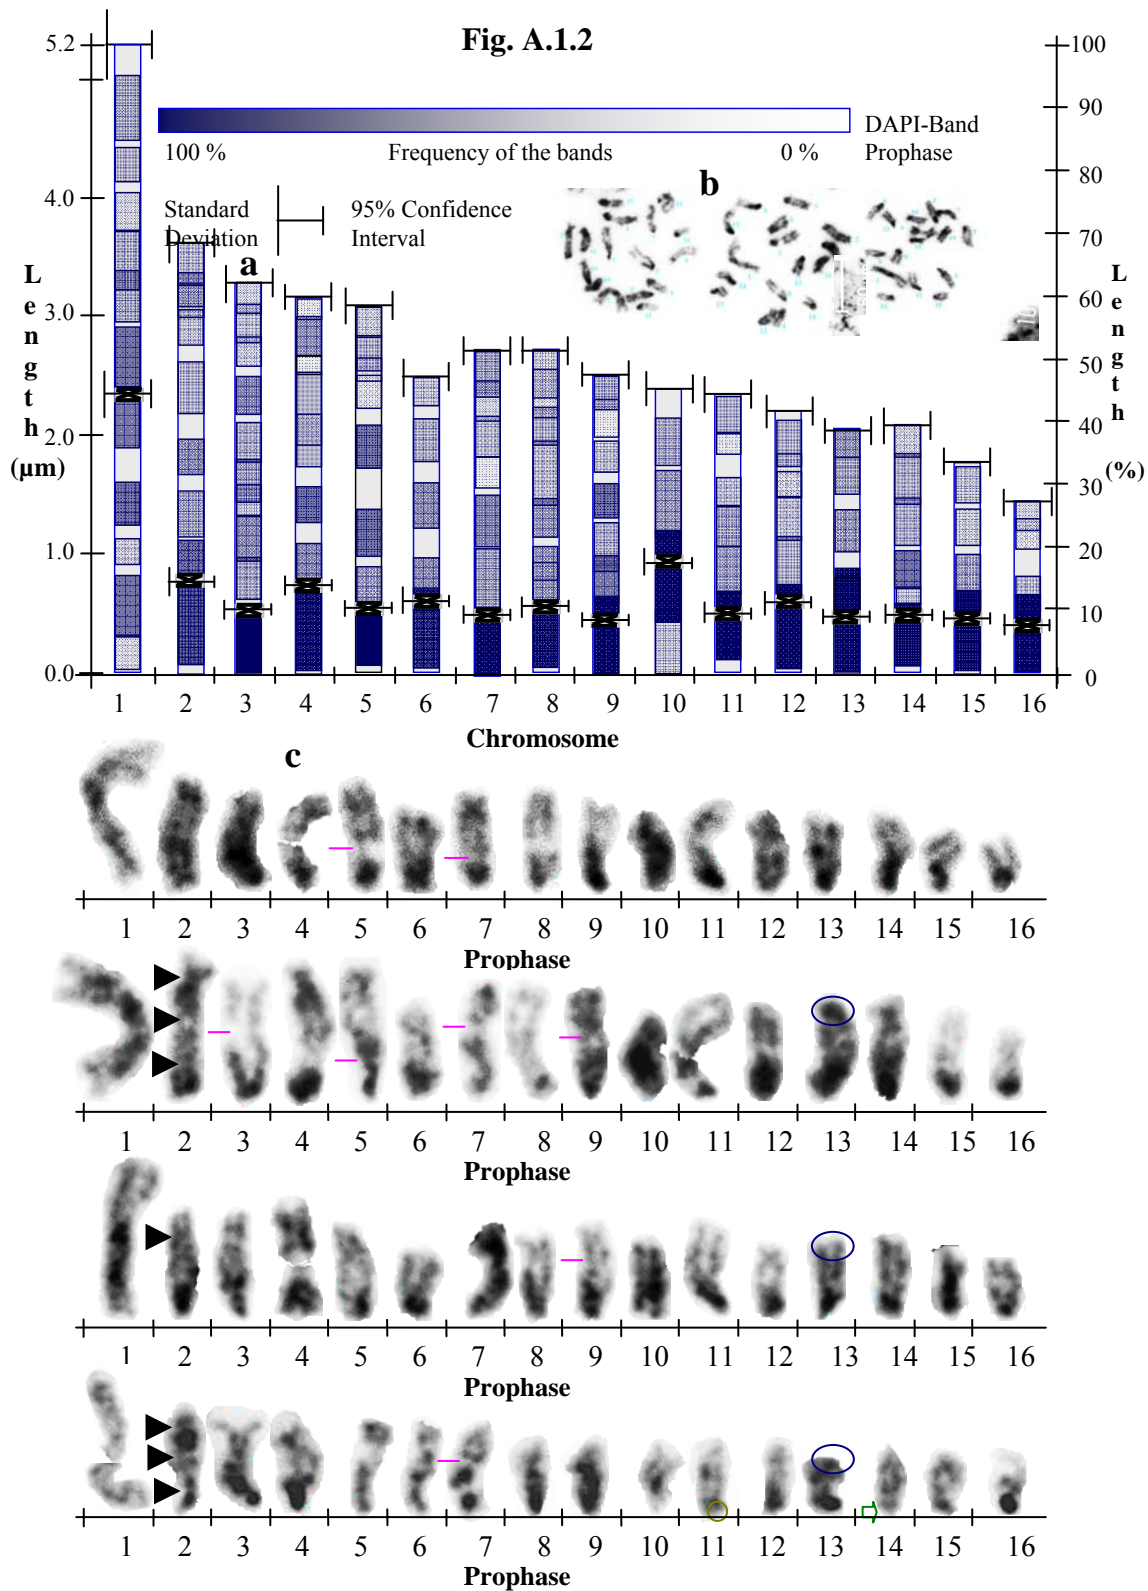 Fig. A.1.2
5.2
4.0
3.0
2.0
1.0
0.0
Length
(µm)
100
90
80
70
60
50
40
30
20
10
0
Length
(%)
DAPI-Band
Prophase
100 % Frequency of the bands 0 %
Standard
Deviation
95% Confidence
Interval
a
b
1 2 3 4 5 6 7 8 9 10 11 12 13 14 15 16
Chromosome
c
1 2 3 4 5 6 7 8 9 10 11 12 13 14 15 16
Prophase
1 2 3 4 5 6 7 8 9 10 11 12 13 14 15 16
Prophase
1 2 3 4 5 6 7 8 9 10 11 12 13 14 15 16
Prophase
1 2 3 4 5 6 7 8 9 10 11 12 13 14 15 16
Prophase